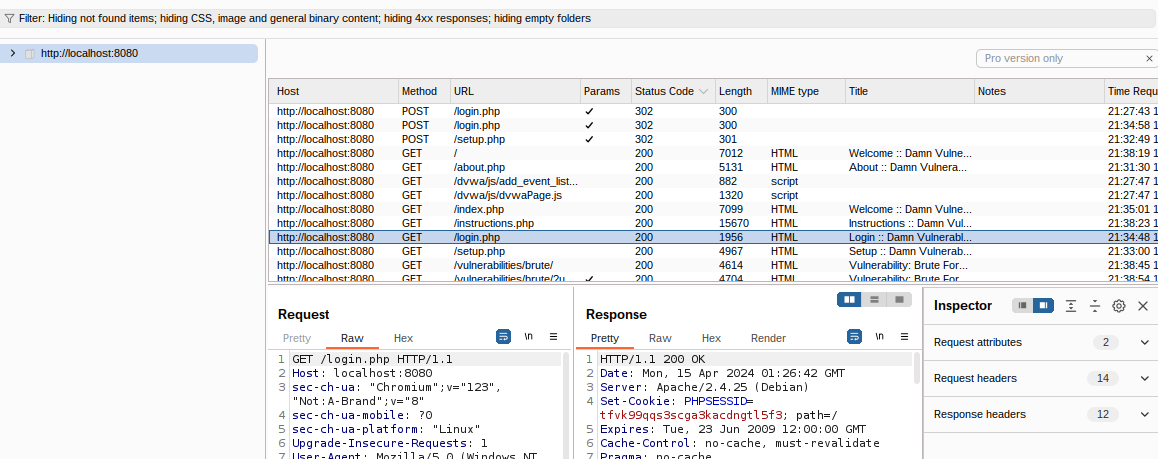 Filter: Hiding not found items; hiding CSS, image and general binary content; hiding 4xx responses; hiding empty folders
http://localhost:8080
Pro version only
Host Method URL Params Status Code Length MIME type Title Notes Time Requ
http://localhost:8080 POST /login.php ✓ 302 300 21:27:43 1
http://localhost:8080 POST /login.php ✓ 302 300 21:34:58 1
http://localhost:8080 POST /setup.php ✓ 302 301 21:32:49 1
http://localhost:8080 GET / 200 7012 HTML Welcome :: Damn Vulne... 21:38:19 1
http://localhost:8080 GET /about.php 200 5131 HTML About :: Damn Vulnera... 21:31:30 1
http://localhost:8080 GET /dvwa/js/add_event_list... 200 882 script 21:27:47 1
http://localhost:8080 GET /dvwa/js/dvwaPage.js 200 1320 script 21:27:47 1
http://localhost:8080 GET /index.php 200 7099 HTML Welcome :: Damn Vulne... 21:35:01 1
http://localhost:8080 GET /instructions.php 200 15670 HTML Instructions :: Damn Vul... 21:38:23 1
http://localhost:8080 GET /login.php 200 1956 HTML Login :: Damn Vulnerabl... 21:34:48 1
http://localhost:8080 GET /setup.php 200 4967 HTML Setup :: Damn Vulnerab... 21:33:00 1
http://localhost:8080 GET /vulnerabilities/brute/ 200 4614 HTML Vulnerability: Brute For... 21:38:45 1
http://localhost:8080 GET /vulnerabilities/brute/?u... ✓ 200 4704 HTML Vulnerability: Brute For... 21:38:54 1
Request
Pretty Raw Hex \n
1 GET /login.php HTTP/1.1
2 Host: localhost:8080
3 sec-ch-ua: "Chromium";v="123",
"Not:A-Brand";v="8"
4 sec-ch-ua-mobile: ?0
5 sec-ch-ua-platform: "Linux"
6 Upgrade-Insecure-Requests: 1
7 User-Agent: Mozilla/5.0 (Windows NT
Response
Pretty Raw Hex Render \n
1 HTTP/1.1 200 OK
2 Date: Mon, 15 Apr 2024 01:26:42 GMT
3 Server: Apache/2.4.25 (Debian)
4 Set-Cookie: PHPSESSID=
tfvk99qqs3scga3kacdngtl5f3; path=/
5 Expires: Tue, 23 Jun 2009 12:00:00 GMT
6 Cache-Control: no-cache, must-revalidate
7 Pragma: no-cache
Inspector
Request attributes 2
Request headers 14
Response headers 12